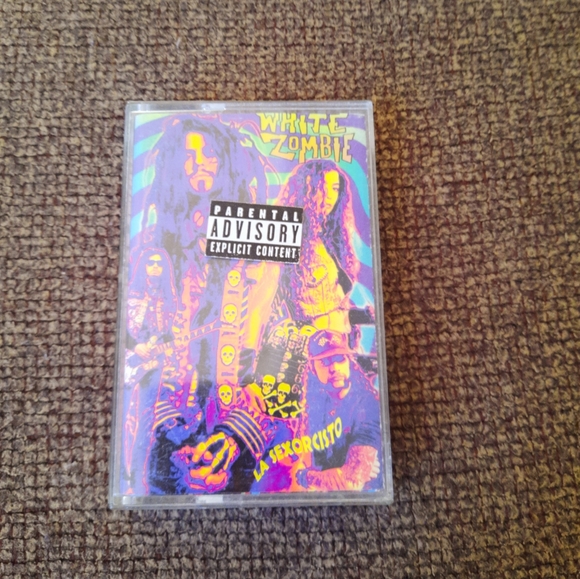 WHITE
ZOMBIE
PARENTAL
ADVISORY
EXPLICIT CONTENT
LA SEXORCISTO